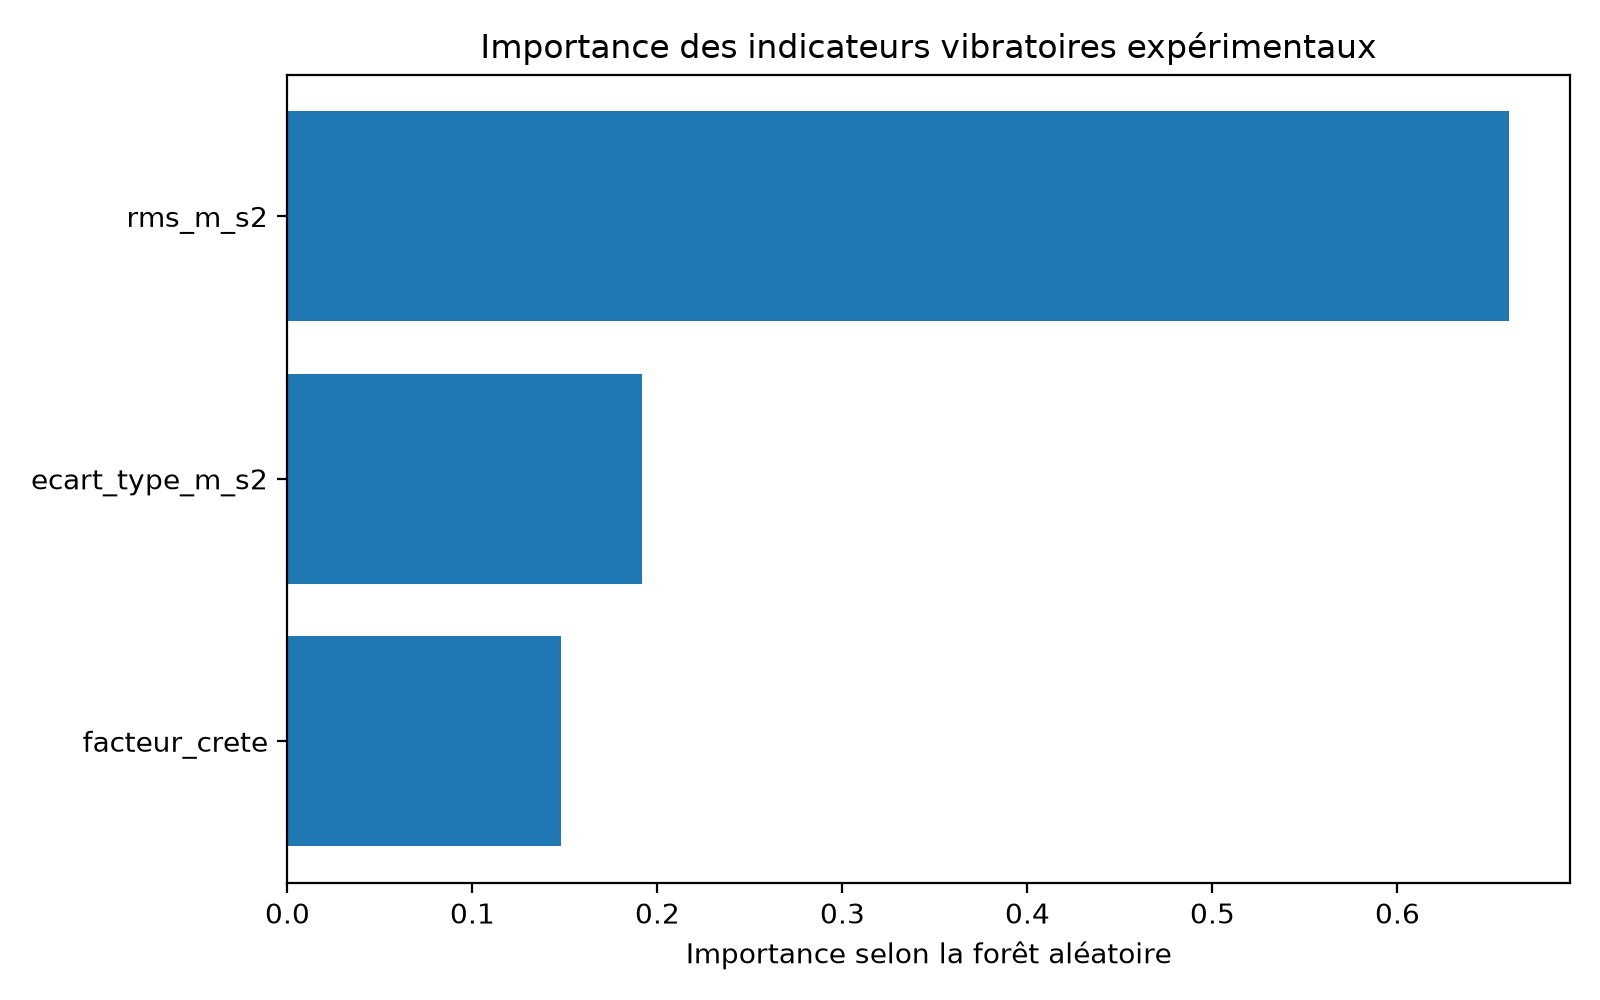 Importance des indicateurs vibratoires expérimentaux
rms_m_s2
ecart_type_m_s2
facteur_crete
0.0 0.1 0.2 0.3 0.4 0.5 0.6
Importance selon la forêt aléatoire